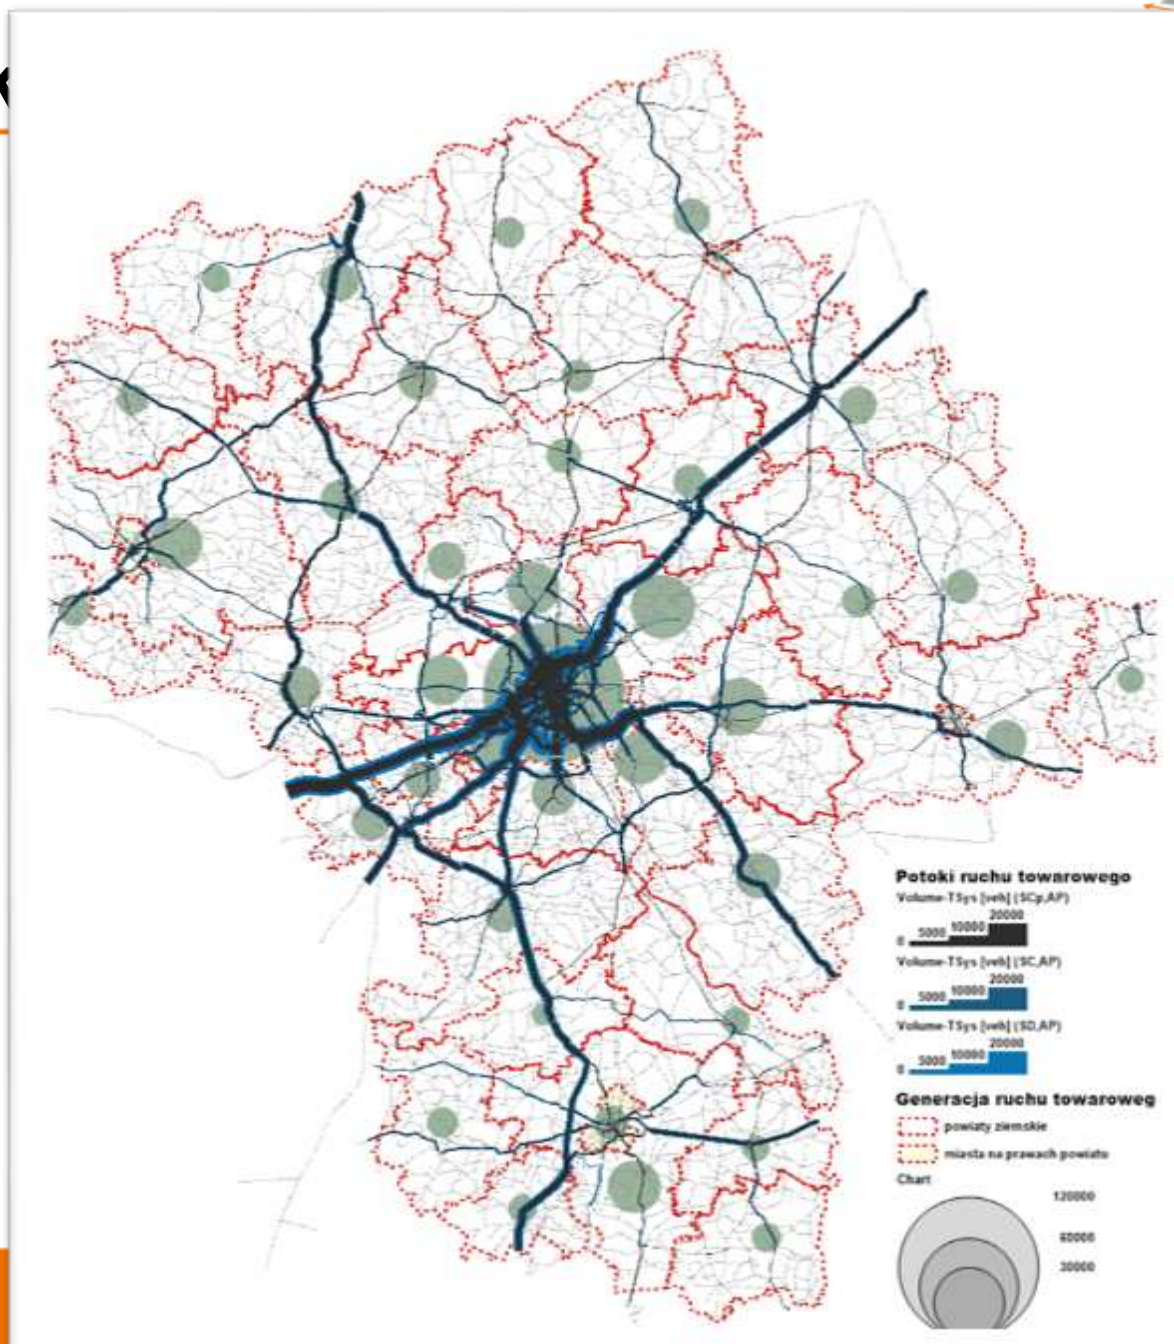 Potoki ruchu towarowego
Volume-TSys [veh] (SCp,AP)
0 5000 10000 20000
Volume-TSys [veh] (SC,AP)
0 5000 10000 20000
Volume-TSys [veh] (SD,AP)
0 5000 10000 20000
Generacja ruchu towaroweg
powiaty ziemskie
miasta na prawach powiatu
Chart
120000
60000
30000